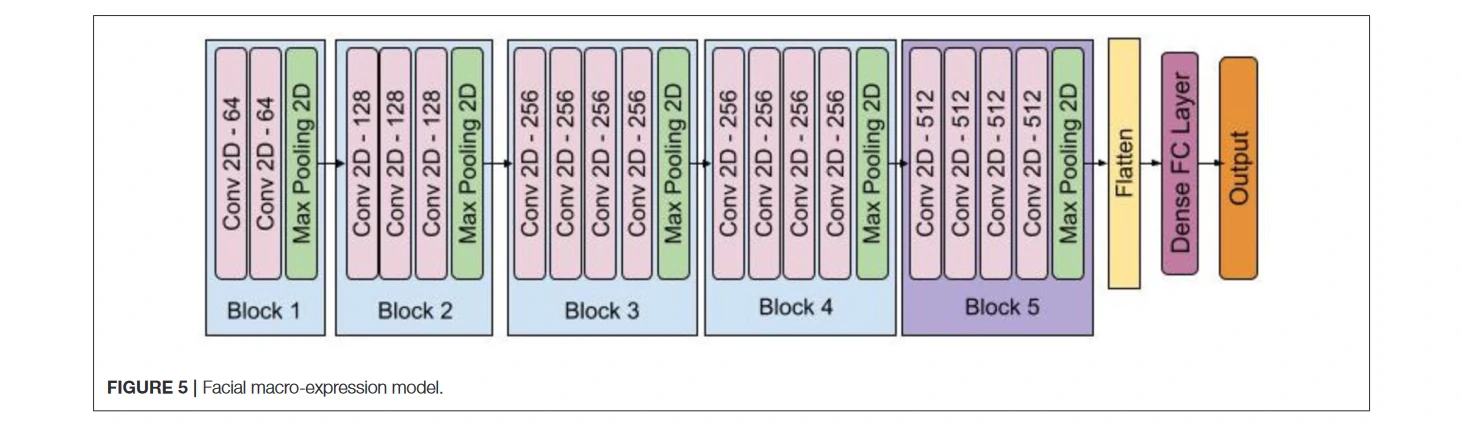 Conv 2D - 64
Conv 2D - 64
Max Pooling 2D
Block 1
Conv 2D - 128
Conv 2D - 128
Conv 2D - 128
Max Pooling 2D
Block 2
Conv 2D - 256
Conv 2D - 256
Conv 2D - 256
Conv 2D - 256
Max Pooling 2D
Block 3
Conv 2D - 256
Conv 2D - 256
Conv 2D - 256
Conv 2D - 256
Max Pooling 2D
Block 4
Conv 2D - 512
Conv 2D - 512
Conv 2D - 512
Conv 2D - 512
Max Pooling 2D
Block 5
Flatten
Dense FC Layer
Output
FIGURE 5 | Facial macro-expression model.